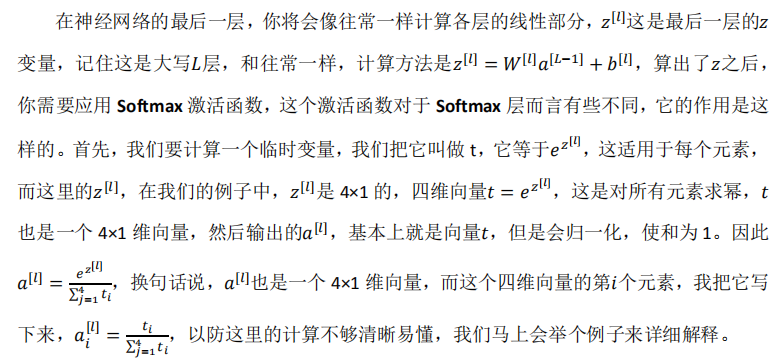 在神经网络的最后一层，你将会像往常一样计算各层的线性部分，$z^{[l]}$这是最后一层的$z$
变量，记住这是大写$L$层，和往常一样，计算方法是$z^{[l]} = W^{[l]}a^{[L-1]} + b^{[l]}$，算出了$z$之后，
你需要应用 Softmax 激活函数，这个激活函数对于 Softmax 层而言有些不同，它的作用是这
样的。首先，我们要计算一个临时变量，我们把它叫做 t，它等于$e^{z^{[l]}}$，这适用于每个元素，
而这里的$z^{[l]}$，在我们的例子中，$z^{[l]}$是 4×1 的，四维向量$t = e^{z^{[l]}}$，这是对所有元素求幂，$t$
也是一个 4×1 维向量，然后输出的$a^{[l]}$，基本上就是向量$t$，但是会归一化，使和为 1。因此
$a^{[l]} = \frac{e^{z^{[l]}}}{\sum_{j=1}^{4} t_i}$，换句话说，$a^{[l]}$也是一个 4×1 维向量，而这个四维向量的第$i$个元素，我把它写
下来，$a_i^{[l]} = \frac{t_i}{\sum_{j=1}^{4} t_i}$，以防这里的计算不够清晰易懂，我们马上会举个例子来详细解释。